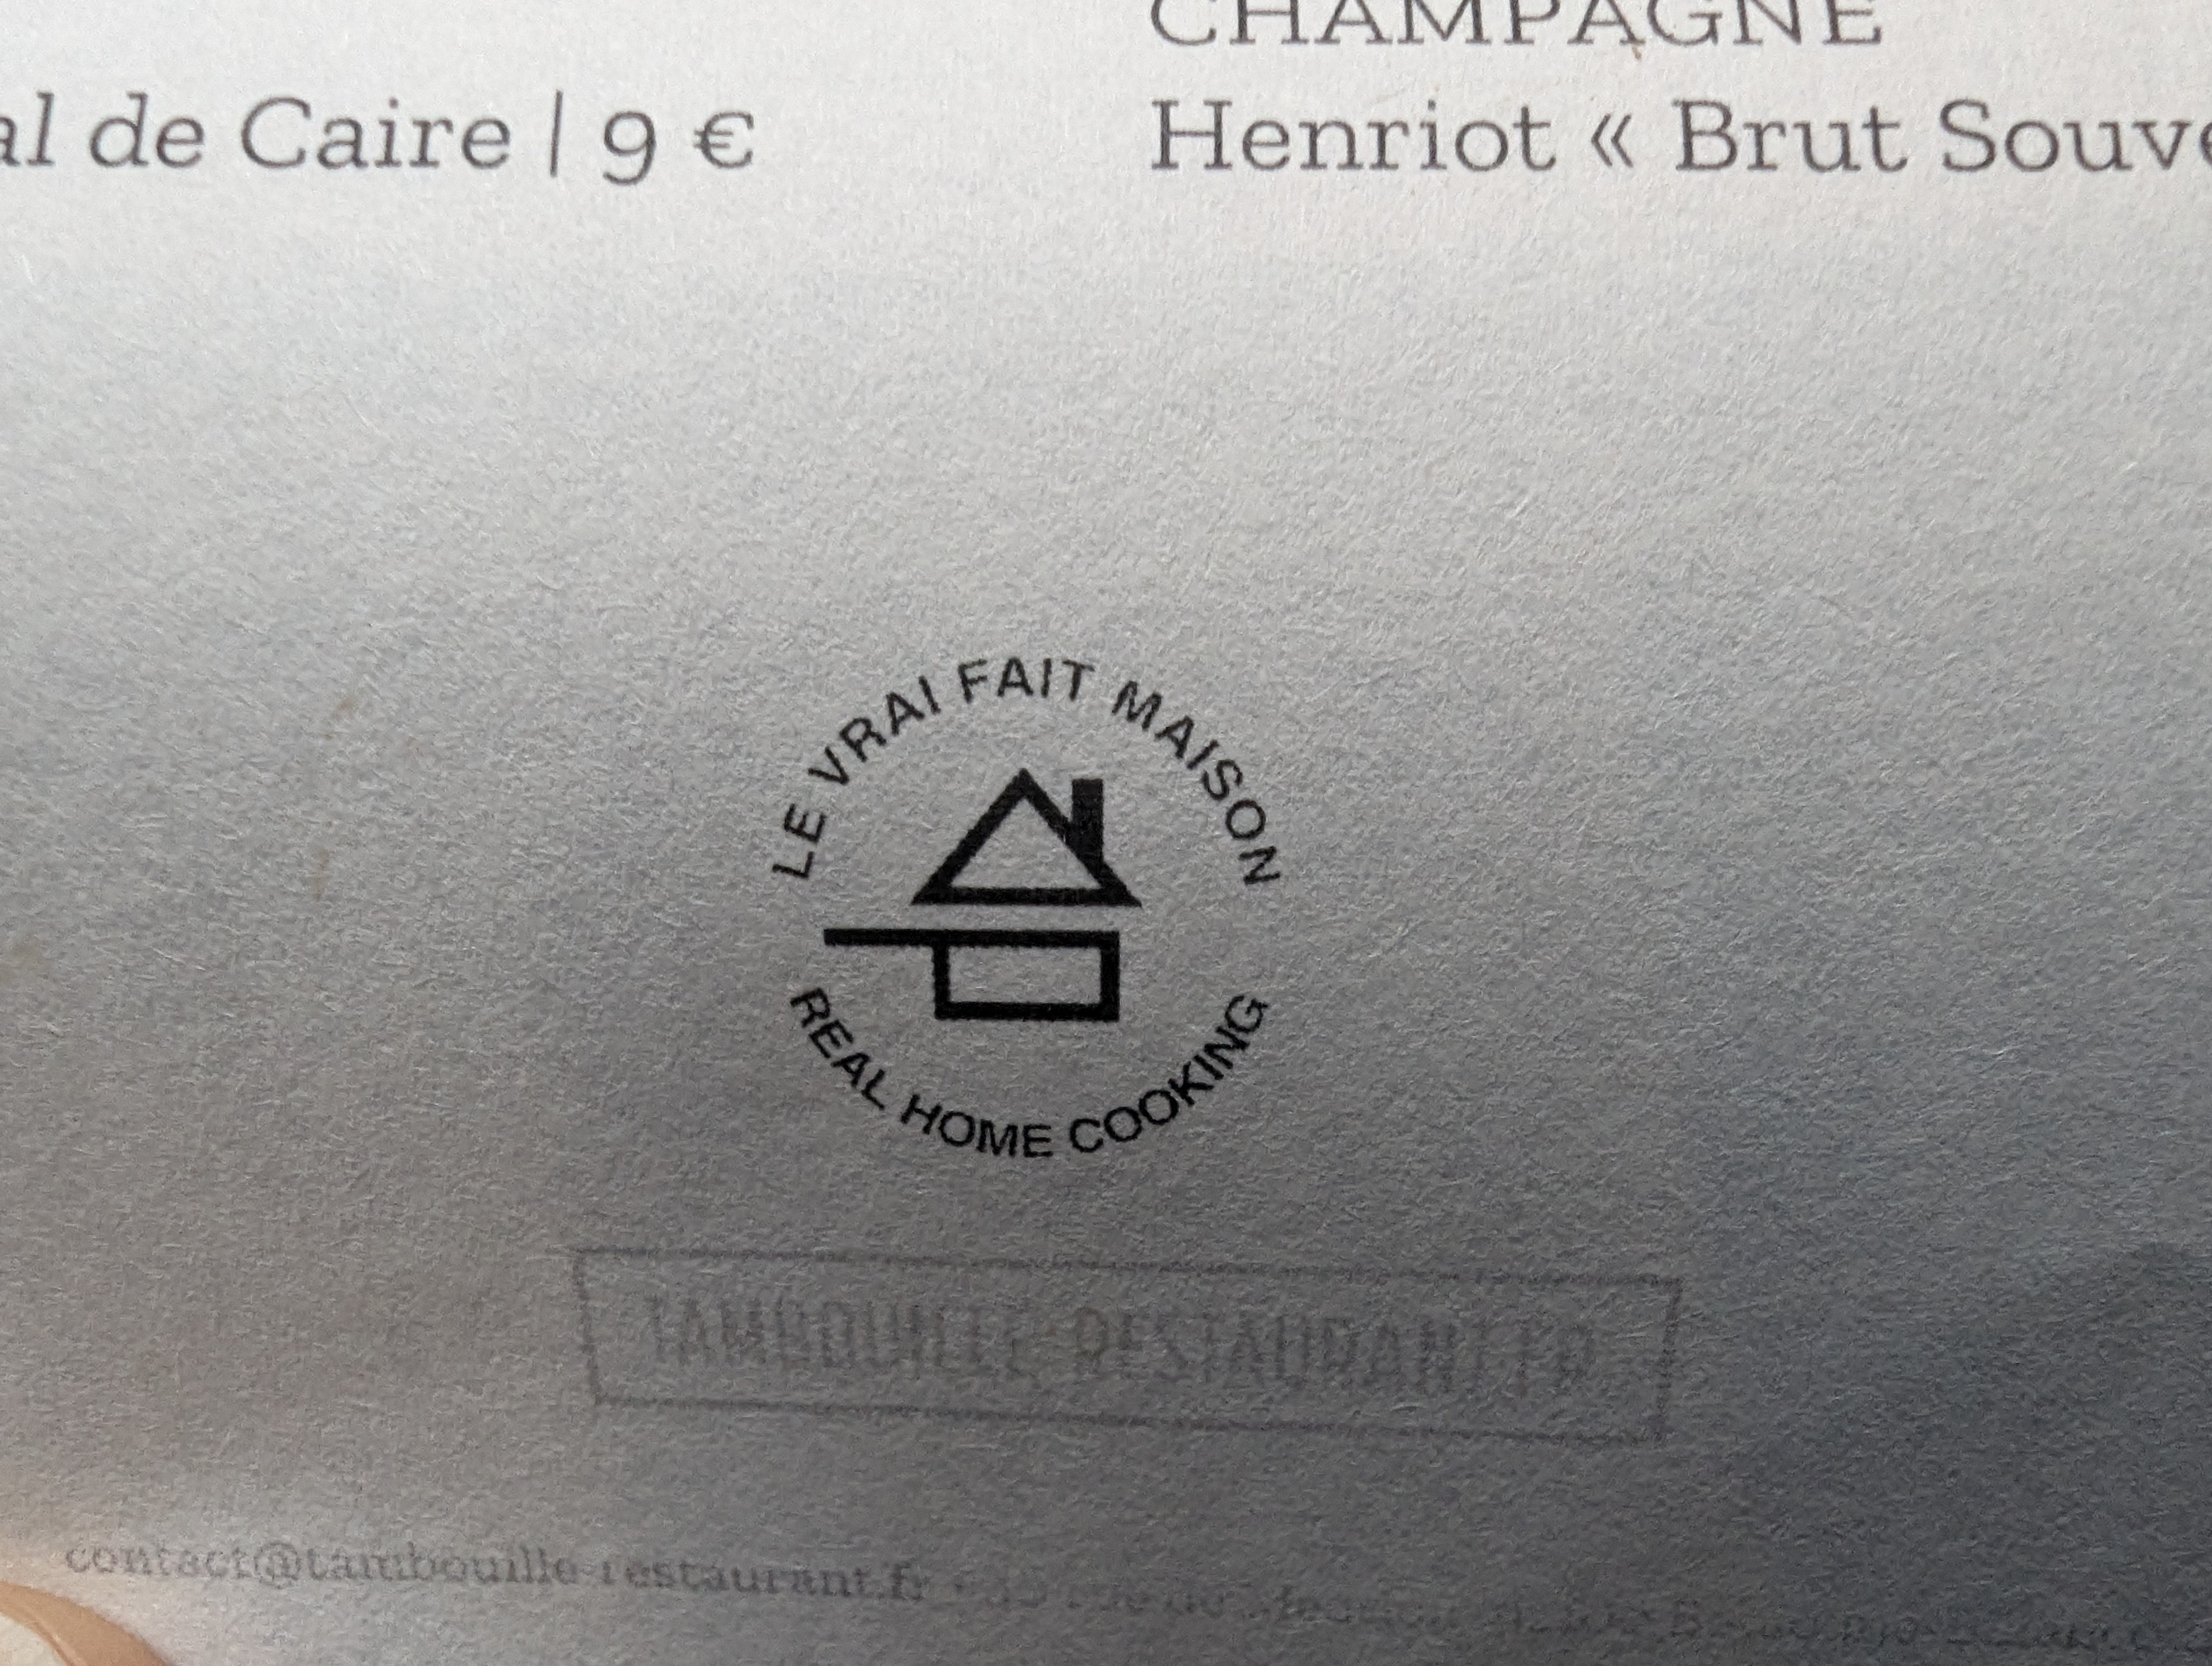 CHAMPAGNE
al de Caire | 9 €
Henriot « Brut Souve
LE VRAI FAIT MAISON
REAL HOME COOKING
TAMBOUILLE-RESTAURANT.FR
contact@tambouille-restaurant.fr